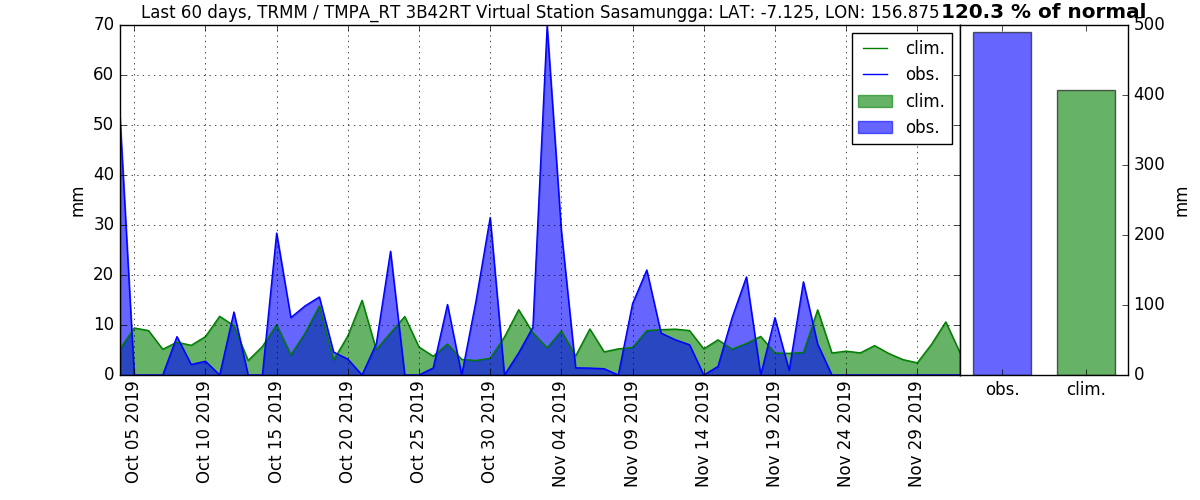 Last 60 days, TRMM / TMPA_RT 3B42RT Virtual Station Sasamungga: LAT: -7.125, LON: 156.875
120.3 % of normal
70
60
50
40
30
20
10
0
mm
clim.
obs.
clim.
obs.
Oct 05 2019
Oct 10 2019
Oct 15 2019
Oct 20 2019
Oct 25 2019
Oct 30 2019
Nov 04 2019
Nov 09 2019
Nov 14 2019
Nov 19 2019
Nov 24 2019
Nov 29 2019
500
400
300
200
100
0
mm
obs.
clim.